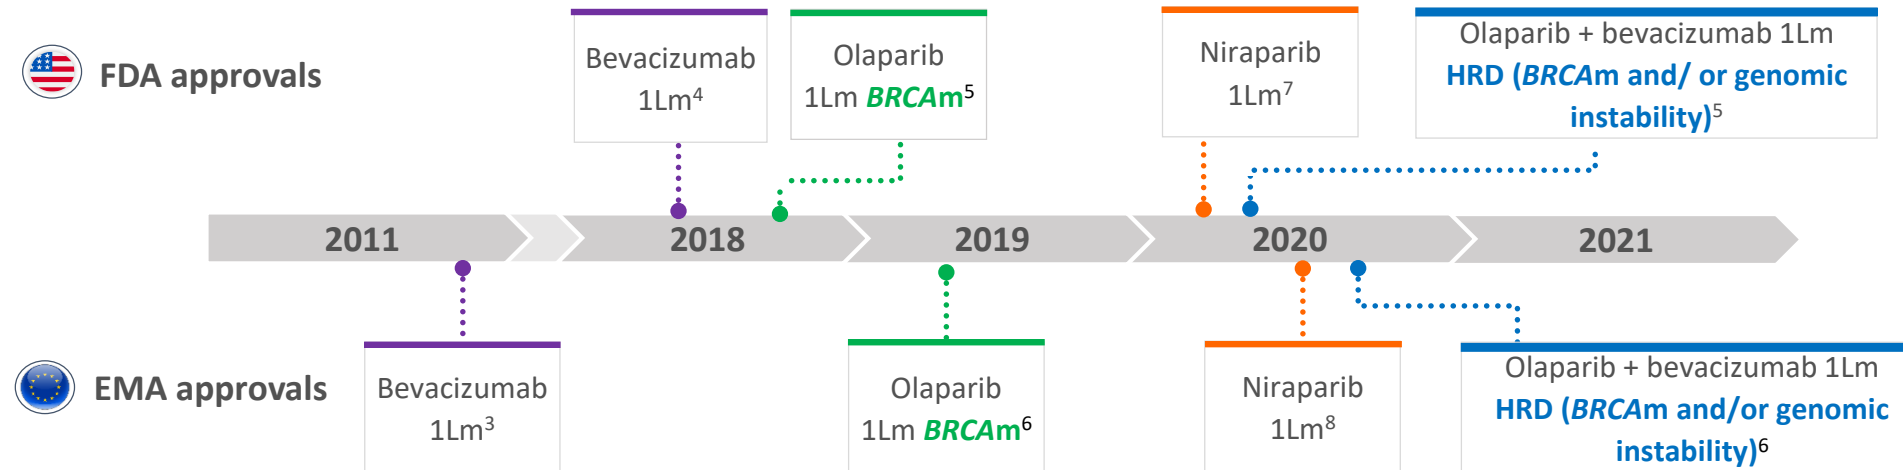 FDA approvals
Bevacizumab
1Lm⁴
Olaparib
1Lm BRCAm⁵
Niraparib
1Lm⁷
Olaparib + bevacizumab 1Lm
HRD (BRCAm and/ or genomic
instability)⁵
2011
2018
2019
2020
2021
EMA approvals
Bevacizumab
1Lm³
Olaparib
1Lm BRCAm⁶
Niraparib
1Lm⁸
Olaparib + bevacizumab 1Lm
HRD (BRCAm and/or genomic
instability)⁶